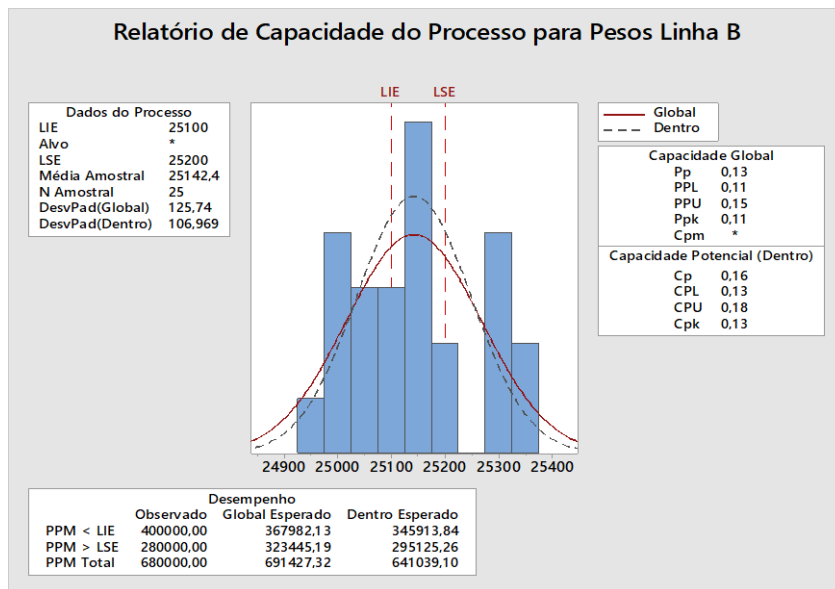 Relatório de Capacidade do Processo para Pesos Linha B
LIE LSE
Dados do Processo
LIE 25100
Alvo *
LSE 25200
Média Amostral 25142,4
N Amostral 25
DesvPad(Global) 125,74
DesvPad(Dentro) 106,969
Global
Dentro
Capacidade Global
Pp 0,13
PPL 0,11
PPU 0,15
Ppk 0,11
Cpm *
Capacidade Potencial (Dentro)
Cp 0,16
CPL 0,13
CPU 0,18
Cpk 0,13
24900 25000 25100 25200 25300 25400
Desempenho
Observado Global Esperado Dentro Esperado
PPM < LIE 400000,00 367982,13 345913,84
PPM > LSE 280000,00 323445,19 295125,26
PPM Total 680000,00 691427,32 641039,10